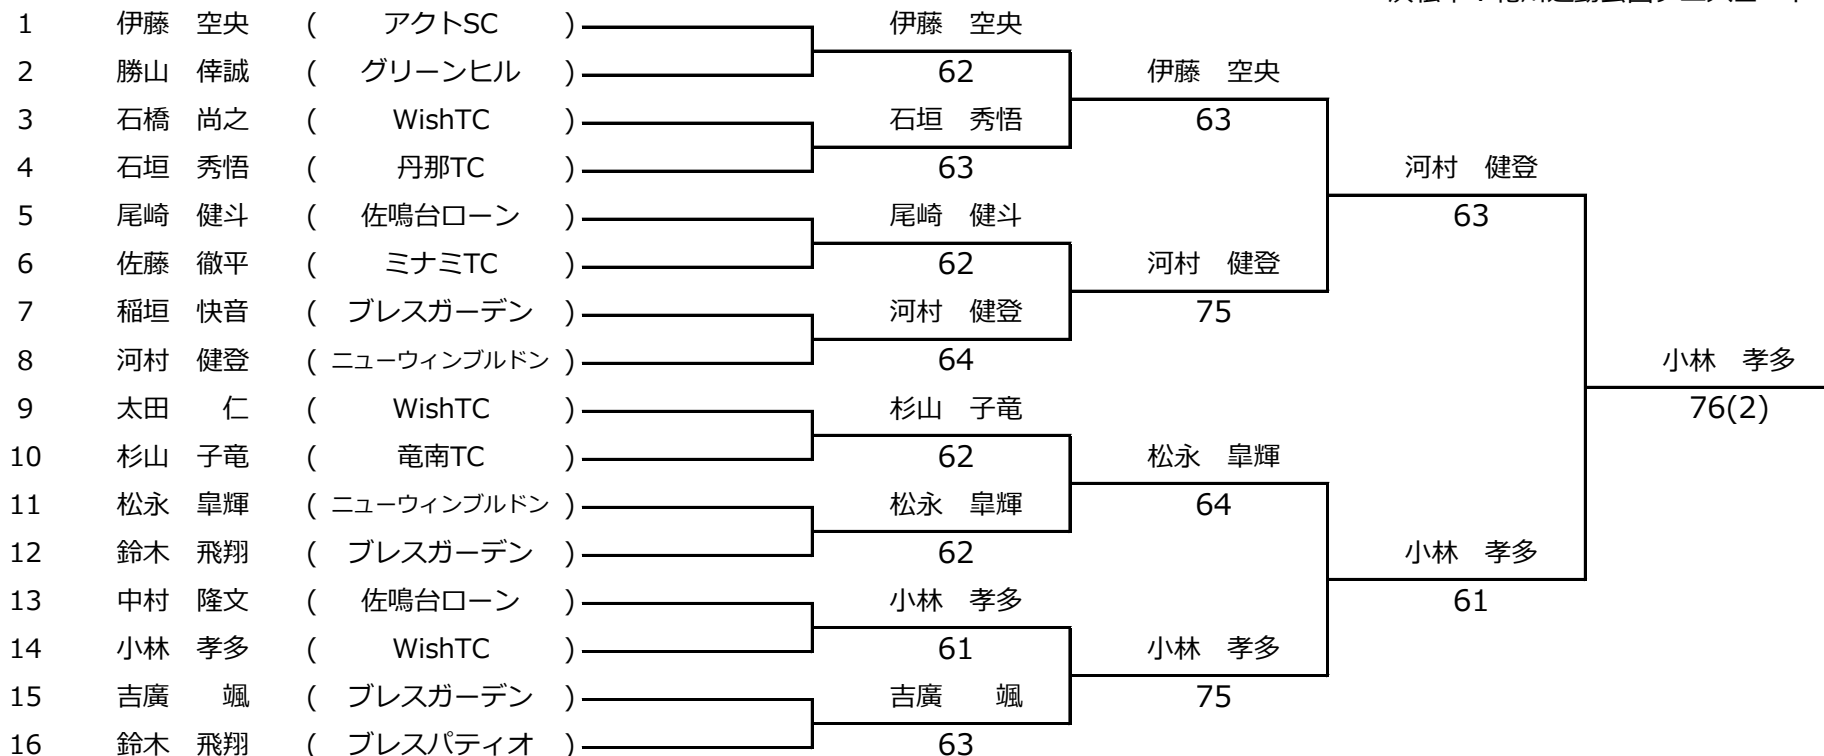 1 伊藤 空央 ( アクトSC ) 伊藤 空央
2 勝山 倖誠 ( グリーンヒル ) 62 伊藤 空央
3 石橋 尚之 ( WishTC ) 石垣 秀悟 63
4 石垣 秀悟 ( 丹那TC ) 63 河村 健登
5 尾崎 健斗 ( 佐鳴台ローン ) 尾崎 健斗 63
6 佐藤 徹平 ( ミナミTC ) 62 河村 健登
7 稲垣 快音 ( ブレスガーデン ) 河村 健登 75
8 河村 健登 ( ニューウィンブルドン ) 64 小林 孝多
9 太田 仁 ( WishTC ) 杉山 子竜 76(2)
10 杉山 子竜 ( 竜南TC ) 62 松永 皐輝
11 松永 皐輝 ( ニューウィンブルドン ) 松永 皐輝 64
12 鈴木 飛翔 ( ブレスガーデン ) 62 小林 孝多
13 中村 隆文 ( 佐鳴台ローン ) 小林 孝多 61
14 小林 孝多 ( WishTC ) 61 小林 孝多
15 吉廣 颯 ( ブレスガーデン ) 吉廣 颯 75
16 鈴木 飛翔 ( ブレスパティオ ) 63